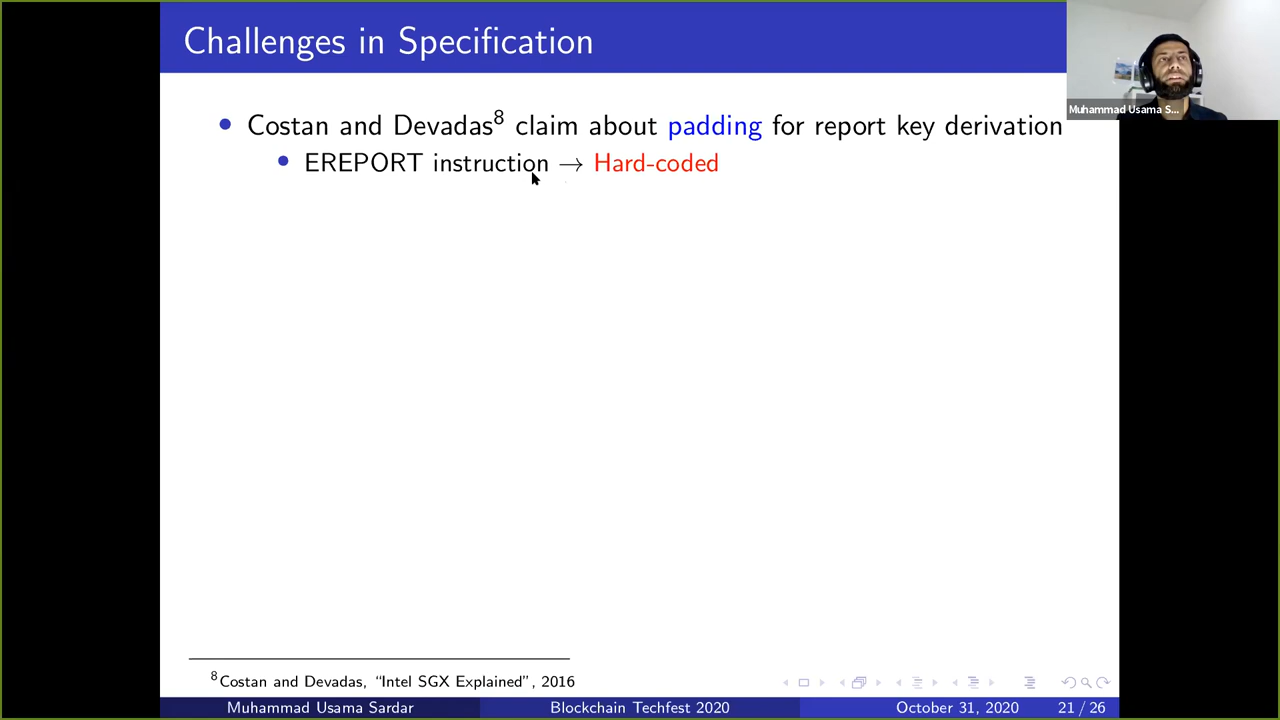 Challenges in Specification
Muhammad Usama S...
Costan and Devadas8 claim about padding for report key derivation
EREPORT instruction → Hard-coded
8Costan and Devadas, “Intel SGX Explained”, 2016
Muhammad Usama Sardar Blockchain Techfest 2020 October 31, 2020 21 / 26